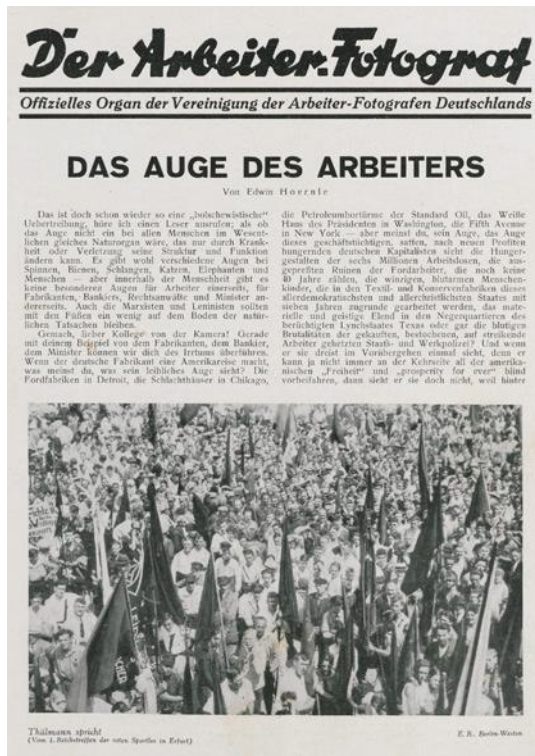 Der Arbeiter-Fotograf
Offizielles Organ der Vereinigung der Arbeiter-Fotografen Deutschlands
DAS AUGE DES ARBEITERS
Von Edwin Hoernle
Das ist doch schon wieder so eine „bolschewistische“
Uebertreibung, höre ich einen Leser ausrufen; als ob
das Auge nicht ein bei allen Menschen im Wesent-
lichen gleiches Naturorgan wäre, das nur durch Krank-
heit oder Verletzung seine Struktur und Funktion
ändern kann. Es gibt wohl verschiedene Augen bei
Spinnen, Bienen, Schlangen, Katzen, Elephanten und
Menschen — aber innerhalb der Menschheit gibt es
keine besonderen Augen für Arbeiter einerseits, für
Fabrikanten, Bankiers, Rechtsanwälte und Minister an-
dererseits. Auch die Marxisten und Leninisten sollten
mit den Füßen ein wenig auf dem Boden der natür-
lichen Tatsachen bleiben.
Gemach, lieber Kollege von der Kamera! Gerade
mit deinem Beispiel von dem Fabrikanten, dem Bankier,
dem Minister können wir dich des Irrtums überführen.
Wenn der deutsche Fabrikant eine Amerikareise macht,
was meinst du, was sein leibliches Auge sieht? Die
Fordfabriken in Detroit, die Schlachthäuser in Chikago,
die Petroleumbortürme der Standard Oil, das Weiße
Haus des Präsidenten in Washington, die Fifth Avenue
in New York — aber meinst du, sein Auge, das Auge
dieses geschäftstüchtigen, satten, nach neuen Profiten
hungernden deutschen Kapitalisten sieht die Hunger-
gestalten der sechs Millionen Arbeitslosen, die aus-
gepreßten Ruinen der Fordarbeiter, die noch keine
40 Jahre zählen, die winzigen, blutarmen Menschen-
kinder, die in den Textil- und Konservenfabriken dieses
allerdemokratischsten und allerchristlichsten Staates mit
sieben Jahren zugrunde gearbeitet werden, das mate-
rielle und geistige Elend in den Negerquartieren des
berüchtigten Lynchstaates Texas oder gar die blutigen
Brutalitäten der gekauften, bestochenen, auf streikende
Arbeiter gehetzten Staats- und Werkpolizei? Und wenn
er sie dreist im Vorübergehen einmal sieht, denn er
kann ja nicht immer an der Kehrseite all der amerika-
nischen „Freiheit“ und „prosperity for ever“ blind
vorbeifahren, dann sieht er sie doch nicht, weil hinter
Thälmann spricht
(Vom 1. Reichstreffen der roten Sportler in Erfurt)
E. R., Berlin-Westen